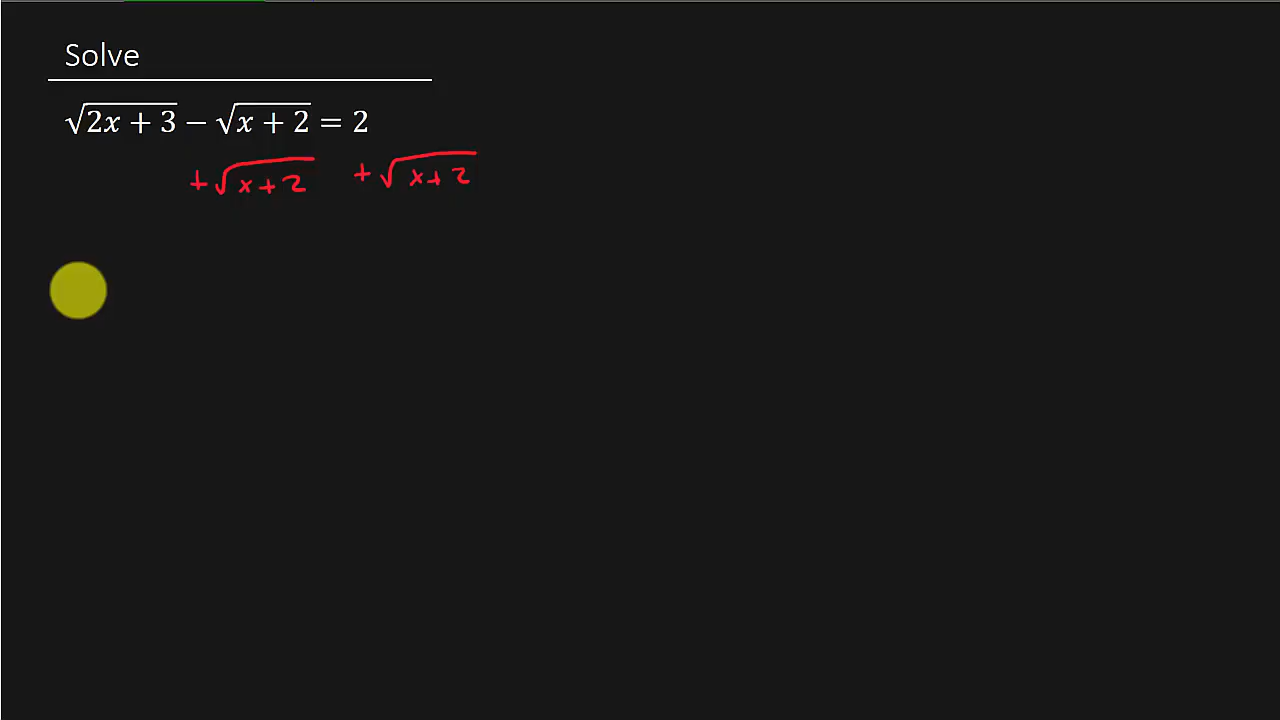 Solve
√(2x + 3) − √(x + 2) = 2
+√(x+2) +√(x+2)